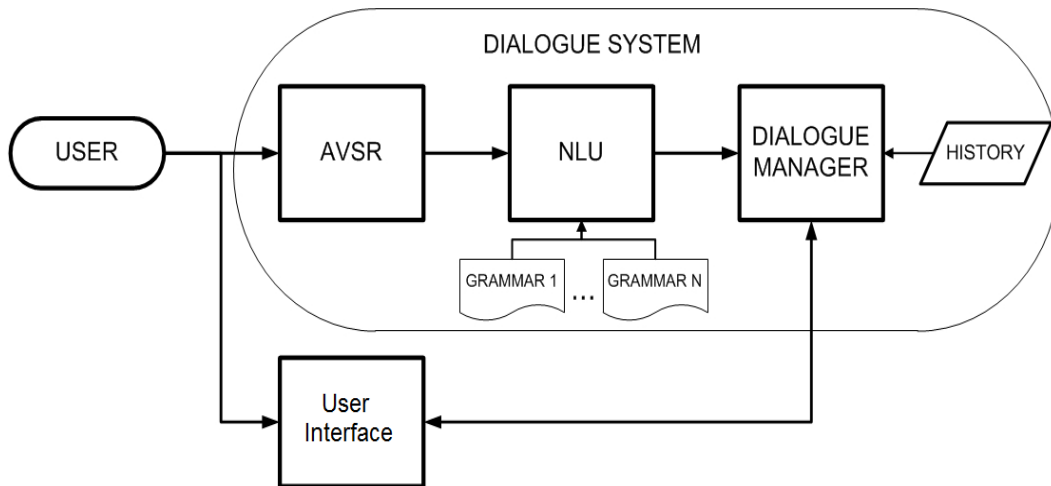 DIALOGUE SYSTEM
USER
AVSR
NLU
DIALOGUE
MANAGER
HISTORY
GRAMMAR 1
...
GRAMMAR N
User
Interface